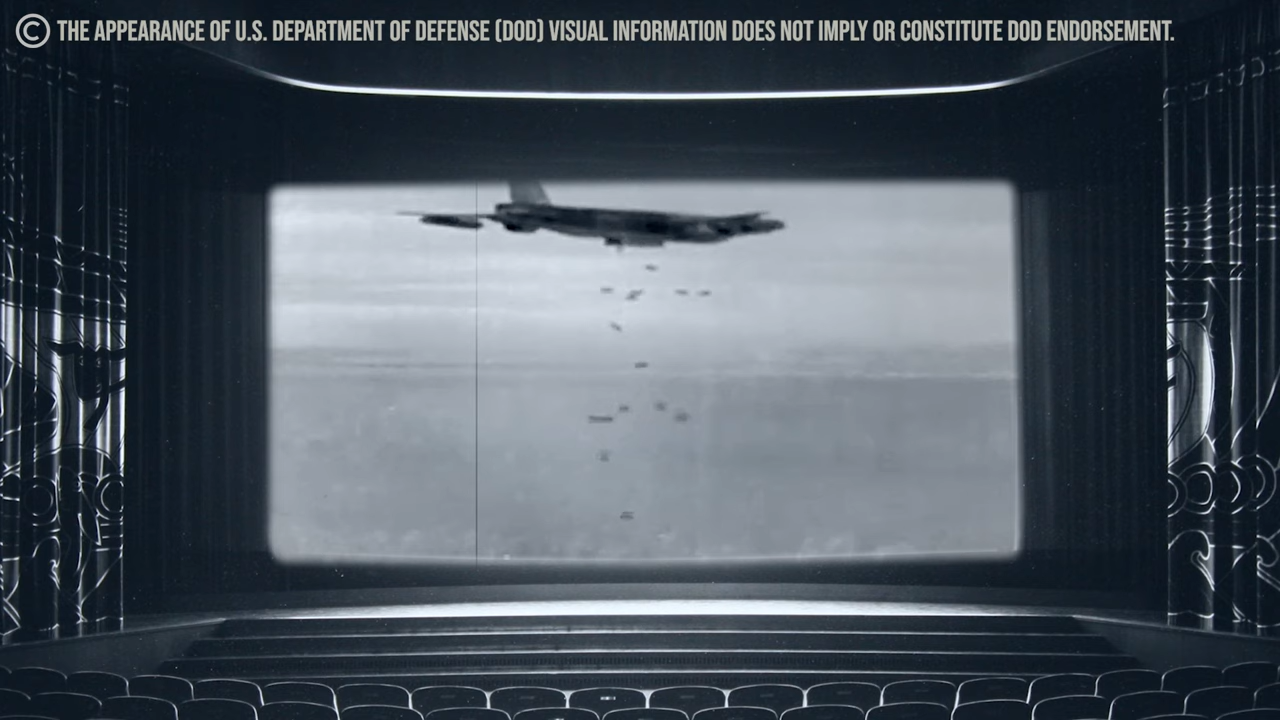 © THE APPEARANCE OF U.S. DEPARTMENT OF DEFENSE (DOD) VISUAL INFORMATION DOES NOT IMPLY OR CONSTITUTE DOD ENDORSEMENT.